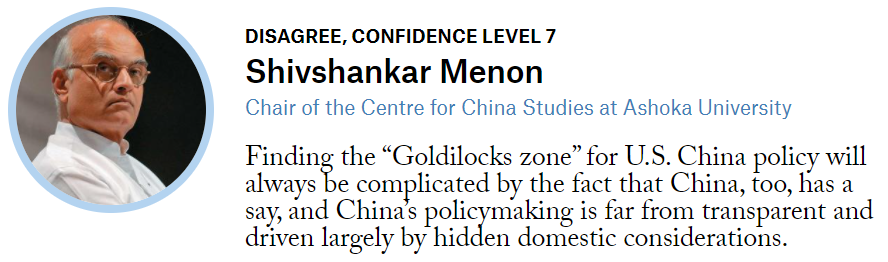 DISAGREE, CONFIDENCE LEVEL 7
Shivshankar Menon
Chair of the Centre for China Studies at Ashoka University
Finding the “Goldilocks zone” for U.S. China policy will
always be complicated by the fact that China, too, has a
say, and China’s policymaking is far from transparent and
driven largely by hidden domestic considerations.